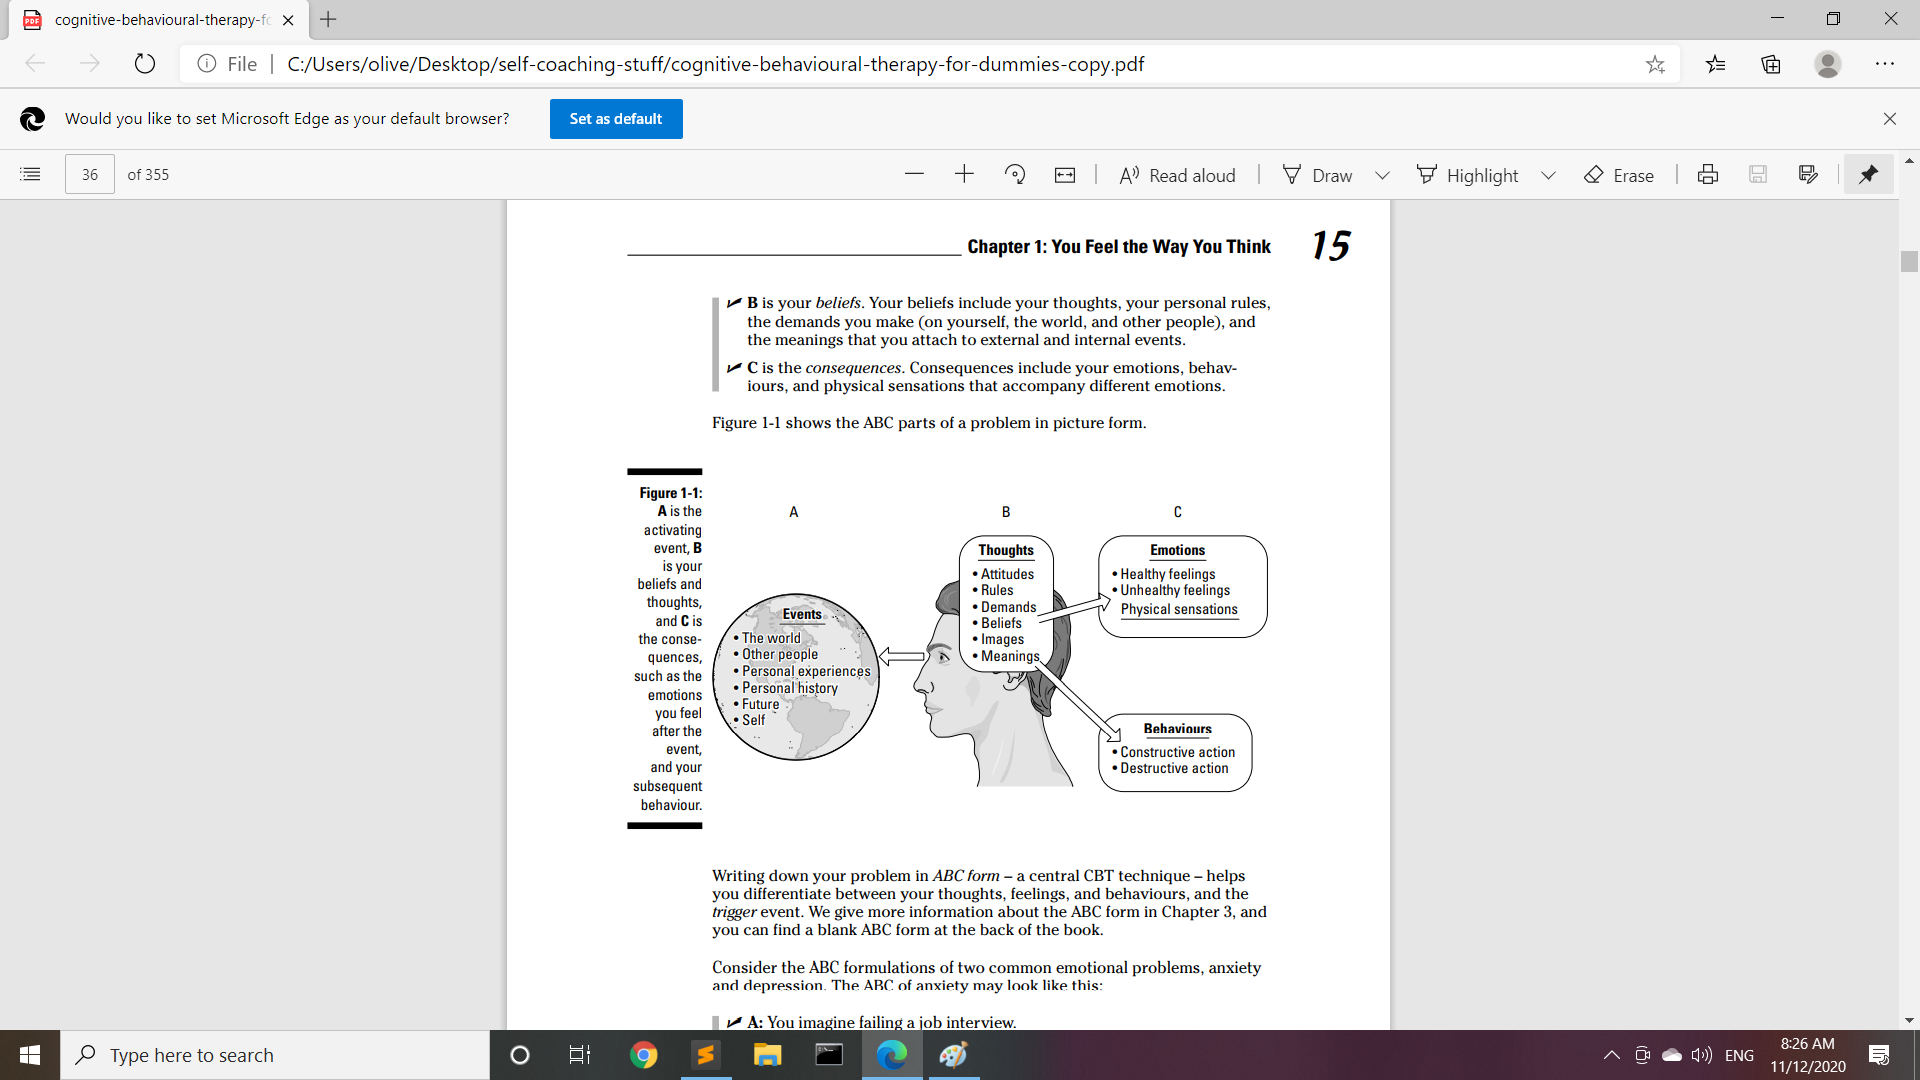 cognitive-behavioural-therapy-fo
File
C:/Users/olive/Desktop/self-coaching-stuff/cognitive-behavioural-therapy-for-dummies-copy.pdf
Would you like to set Microsoft Edge as your default browser?
Set as default
36 of 355
Read aloud
Draw
Highlight
Erase
Chapter 1: You Feel the Way You Think 15
B is your beliefs. Your beliefs include your thoughts, your personal rules,
the demands you make (on yourself, the world, and other people), and
the meanings that you attach to external and internal events.
C is the consequences. Consequences include your emotions, behav-
iours, and physical sensations that accompany different emotions.
Figure 1-1 shows the ABC parts of a problem in picture form.
Figure 1-1:
A is the
activating
event, B
is your
beliefs and
thoughts,
and C is
the conse-
quences,
such as the
emotions
you feel
after the
event,
and your
subsequent
behaviour.
A
Events
• The world
• Other people
• Personal experiences
• Personal history
• Future
• Self
B
Thoughts
• Attitudes
• Rules
• Demands
• Beliefs
• Images
• Meanings
C
Emotions
• Healthy feelings
• Unhealthy feelings
Physical sensations
Behaviours
• Constructive action
• Destructive action
Writing down your problem in ABC form – a central CBT technique – helps
you differentiate between your thoughts, feelings, and behaviours, and the
trigger event. We give more information about the ABC form in Chapter 3, and
you can find a blank ABC form at the back of the book.
Consider the ABC formulations of two common emotional problems, anxiety
and depression. The ABC of anxiety may look like this:
A: You imagine failing a job interview.
Type here to search
ENG
8:26 AM
11/12/2020